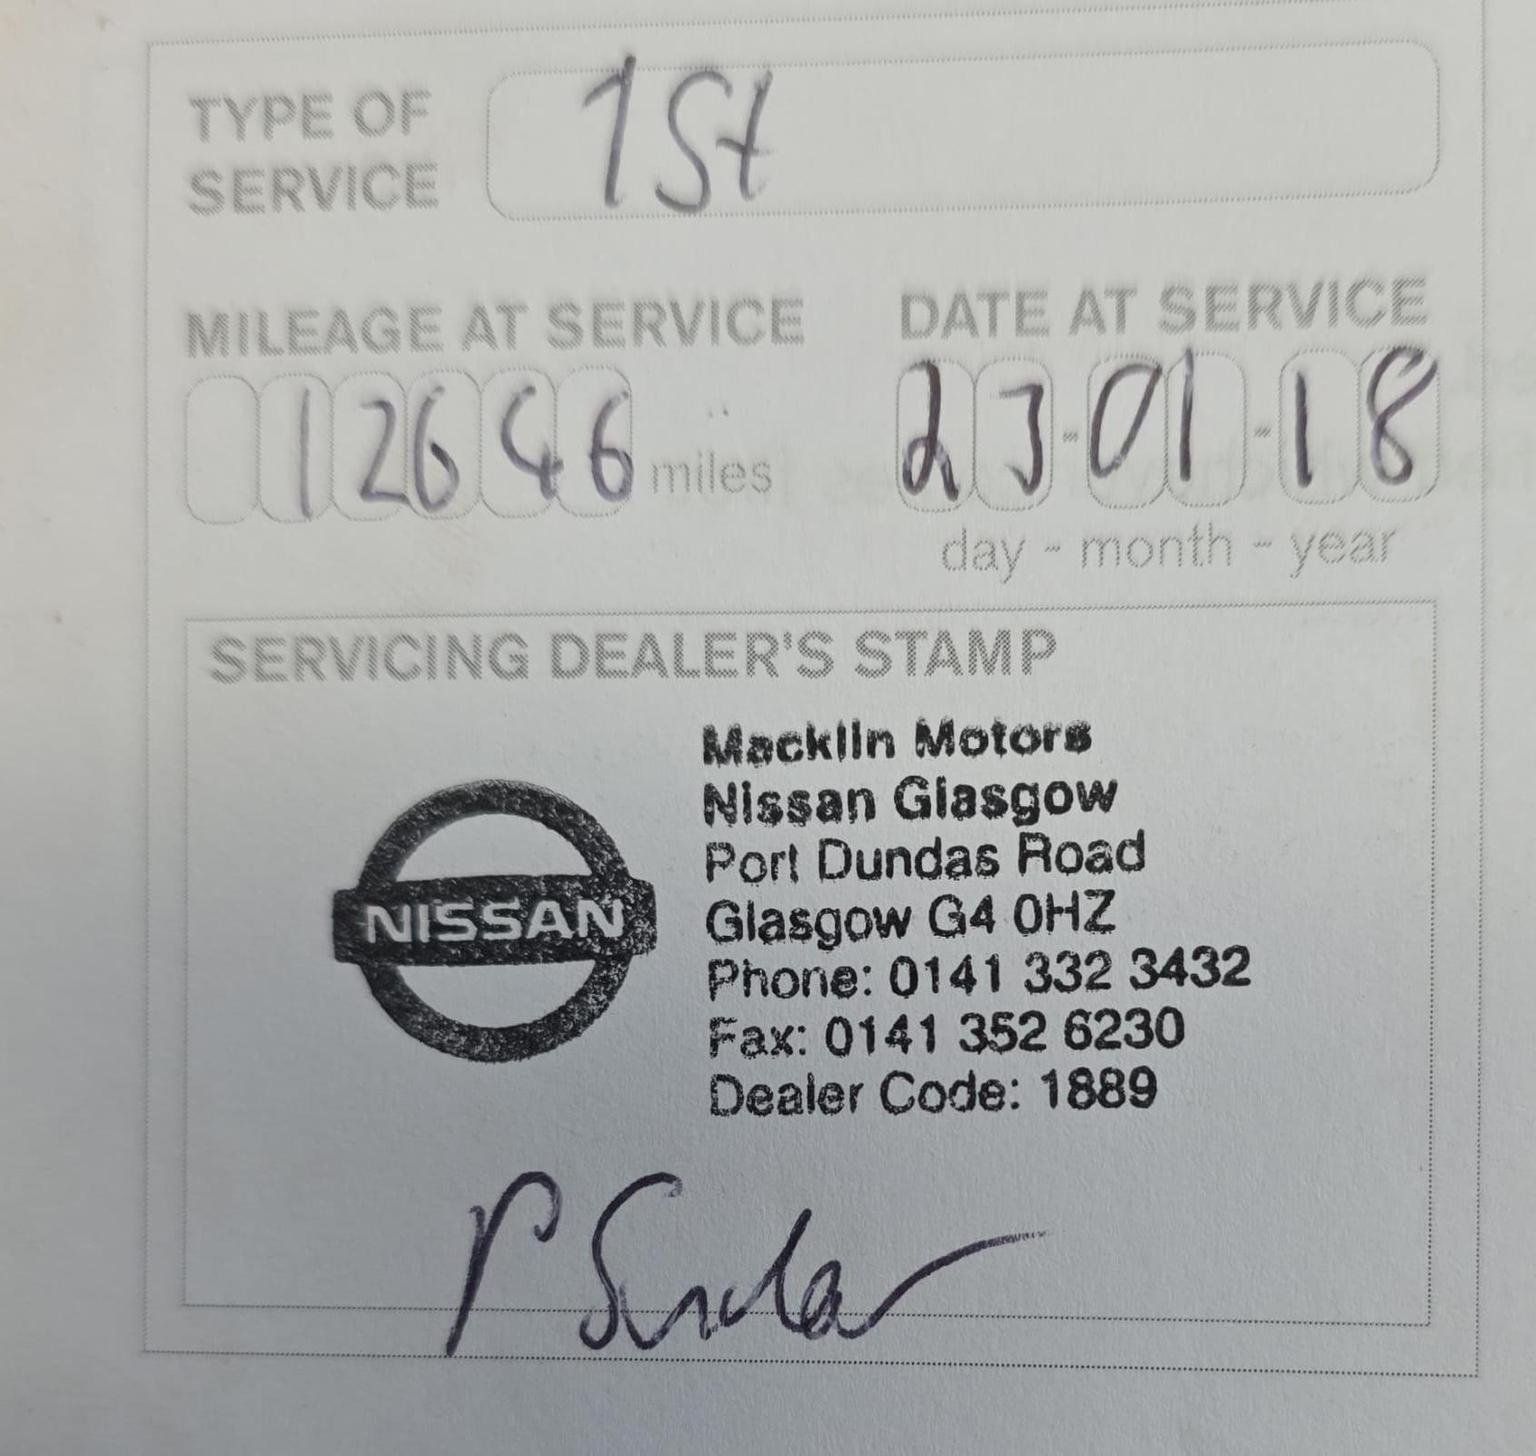 TYPE OF
SERVICE
1St
MILEAGE AT SERVICE
12646 miles
DATE AT SERVICE
23-01-18
day - month - year
SERVICING DEALER'S STAMP
NISSAN
Macklin Motors
Nissan Glasgow
Port Dundas Road
Glasgow G4 0HZ
Phone: 0141 332 3432
Fax: 0141 352 6230
Dealer Code: 1889